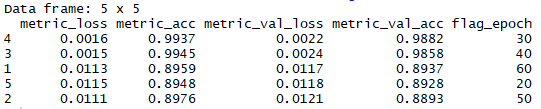 Data frame: 5 x 5
metric_loss metric_acc metric_val_loss metric_val_acc flag_epoch
4 0.0016 0.9937 0.0022 0.9882 30
3 0.0015 0.9945 0.0024 0.9858 40
1 0.0113 0.8959 0.0117 0.8937 60
5 0.0115 0.8948 0.0118 0.8928 20
2 0.0111 0.8976 0.0121 0.8893 50